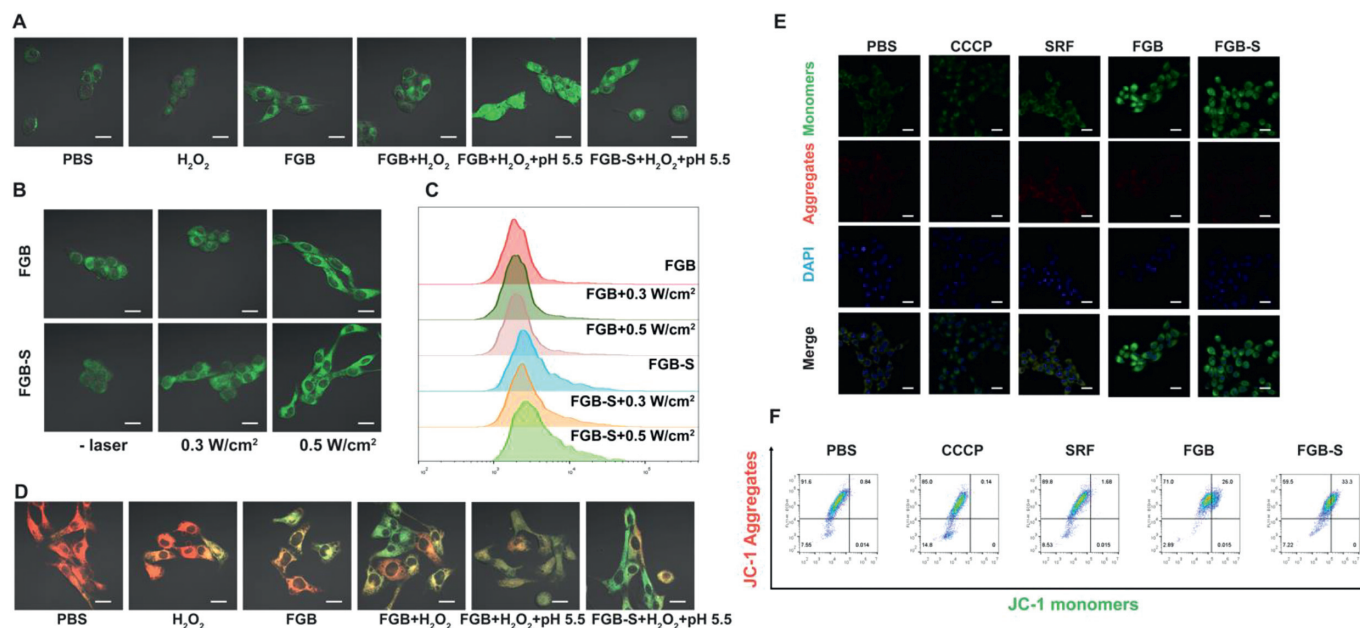 A
PBS
H₂O₂
FGB
FGB+H₂O₂
FGB+H₂O₂+pH 5.5
FGB-S+H₂O₂+pH 5.5
B
FGB
FGB-S
- laser
0.3 W/cm²
0.5 W/cm²
C
FGB
FGB+0.3 W/cm²
FGB+0.5 W/cm²
FGB-S
FGB-S+0.3 W/cm²
FGB-S+0.5 W/cm²
D
PBS
H₂O₂
FGB
FGB+H₂O₂
FGB+H₂O₂+pH 5.5
FGB-S+H₂O₂+pH 5.5
E
PBS
CCCP
SRF
FGB
FGB-S
Monomers
Aggregates
DAPI
Merge
F
PBS
CCCP
SRF
FGB
FGB-S
JC-1 Aggregates
91.6
0.84
7.55
0.014
85.0
0.14
14.8
0
89.8
1.68
8.53
0.015
71.0
26.0
2.98
0.015
59.5
33.3
7.22
0
JC-1 monomers